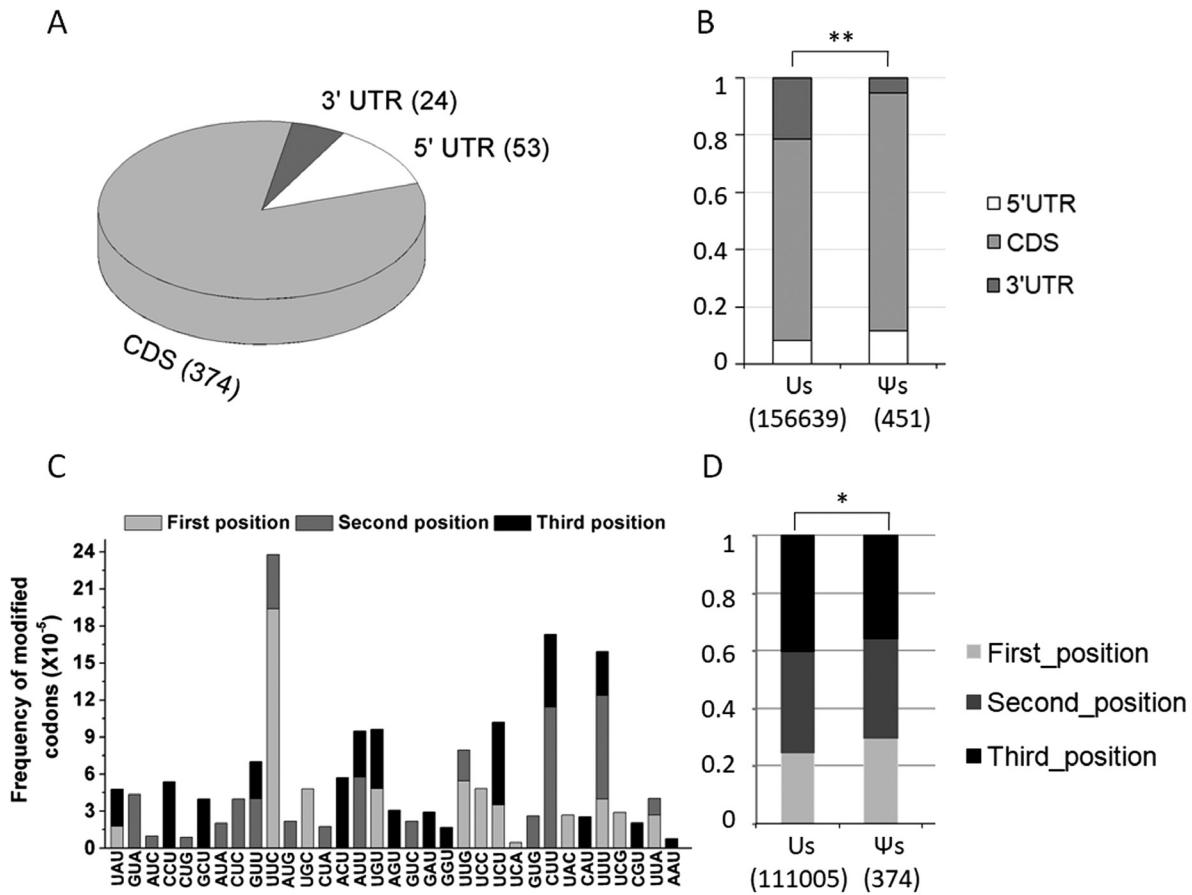 A
3' UTR (24)
5' UTR (53)
CDS (374)
B
**
1
0.8
0.6
0.4
0.2
0
Us
Ψs
(156639)
(451)
5'UTR
CDS
3'UTR
C
First position
Second position
Third position
Frequency of modified
codons (X10⁻⁵)
24
21
18
15
12
9
6
3
0
UAU
GUA
AUC
CCU
CUG
GCU
AUA
CUC
GUU
UUC
AUG
UGC
CUA
ACU
AUU
UGU
AGU
GUC
GAU
GGU
UUG
UCC
UCU
UCA
GUG
CUU
UAC
CAU
UUU
UCG
CGU
UUA
AAU
D
*
1
0.8
0.6
0.4
0.2
0
Us
Ψs
(111005)
(374)
First_position
Second_position
Third_position